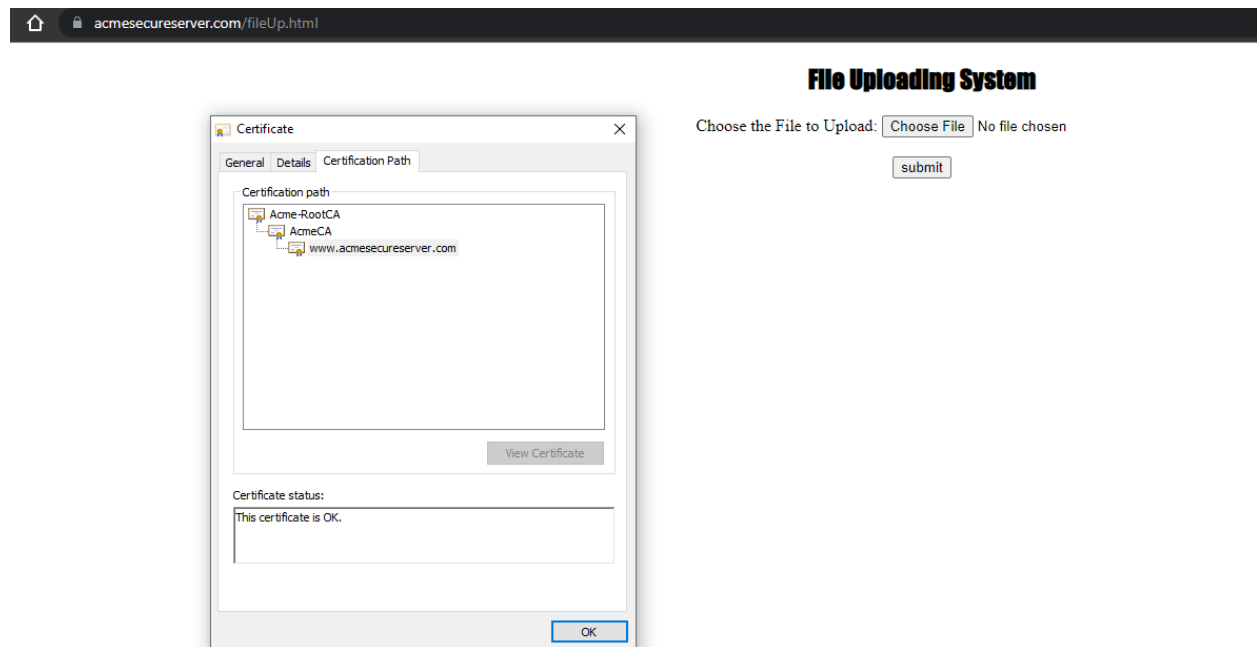 acmesecureserver.com/fileUp.html
File Uploading System
Choose the File to Upload: Choose File No file chosen
submit
Certificate
General Details Certification Path
Certification path
Acme-RootCA
AcmeCA
www.acmesecureserver.com
View Certificate
Certificate status:
This certificate is OK.
OK